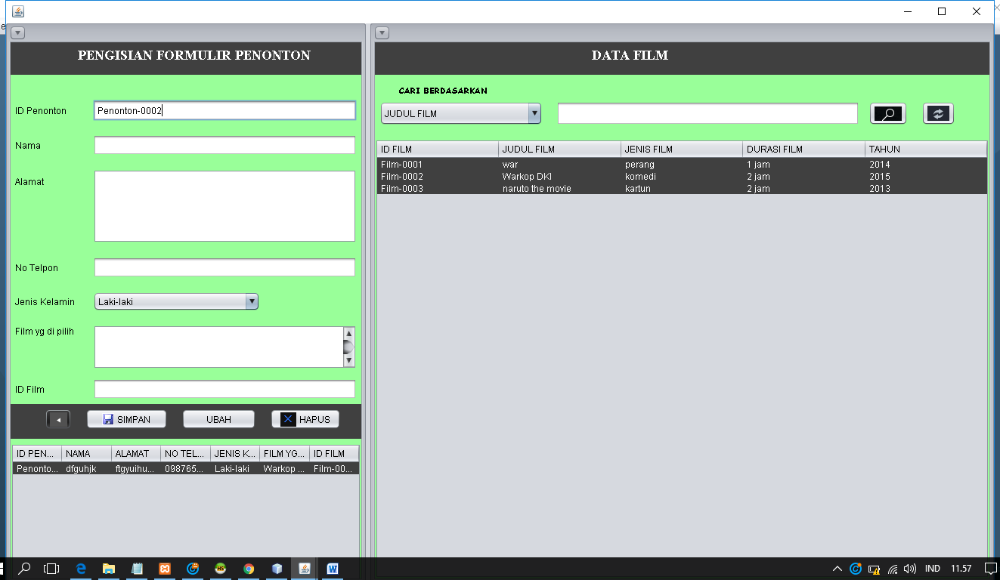 PENGISIAN FORMULIR PENONTON
ID Penonton
Penonton-0002
Nama
Alamat
No Telpon
Jenis Kelamin
Laki-laki
Film yg di pilih
ID Film
SIMPAN
UBAH
HAPUS
ID PEN... NAMA ALAMAT NO TEL... JENIS K... FILM YG... ID FILM
Penonto... dfguhjk ftgyuihu... 098765... Laki-laki Warkop ... Film-00...
DATA FILM
CARI BERDASARKAN
JUDUL FILM
ID FILM JUDUL FILM JENIS FILM DURASI FILM TAHUN
Film-0001 war perang 1 jam 2014
Film-0002 Warkop DKI komedi 2 jam 2015
Film-0003 naruto the movie kartun 2 jam 2013
IND 11.57